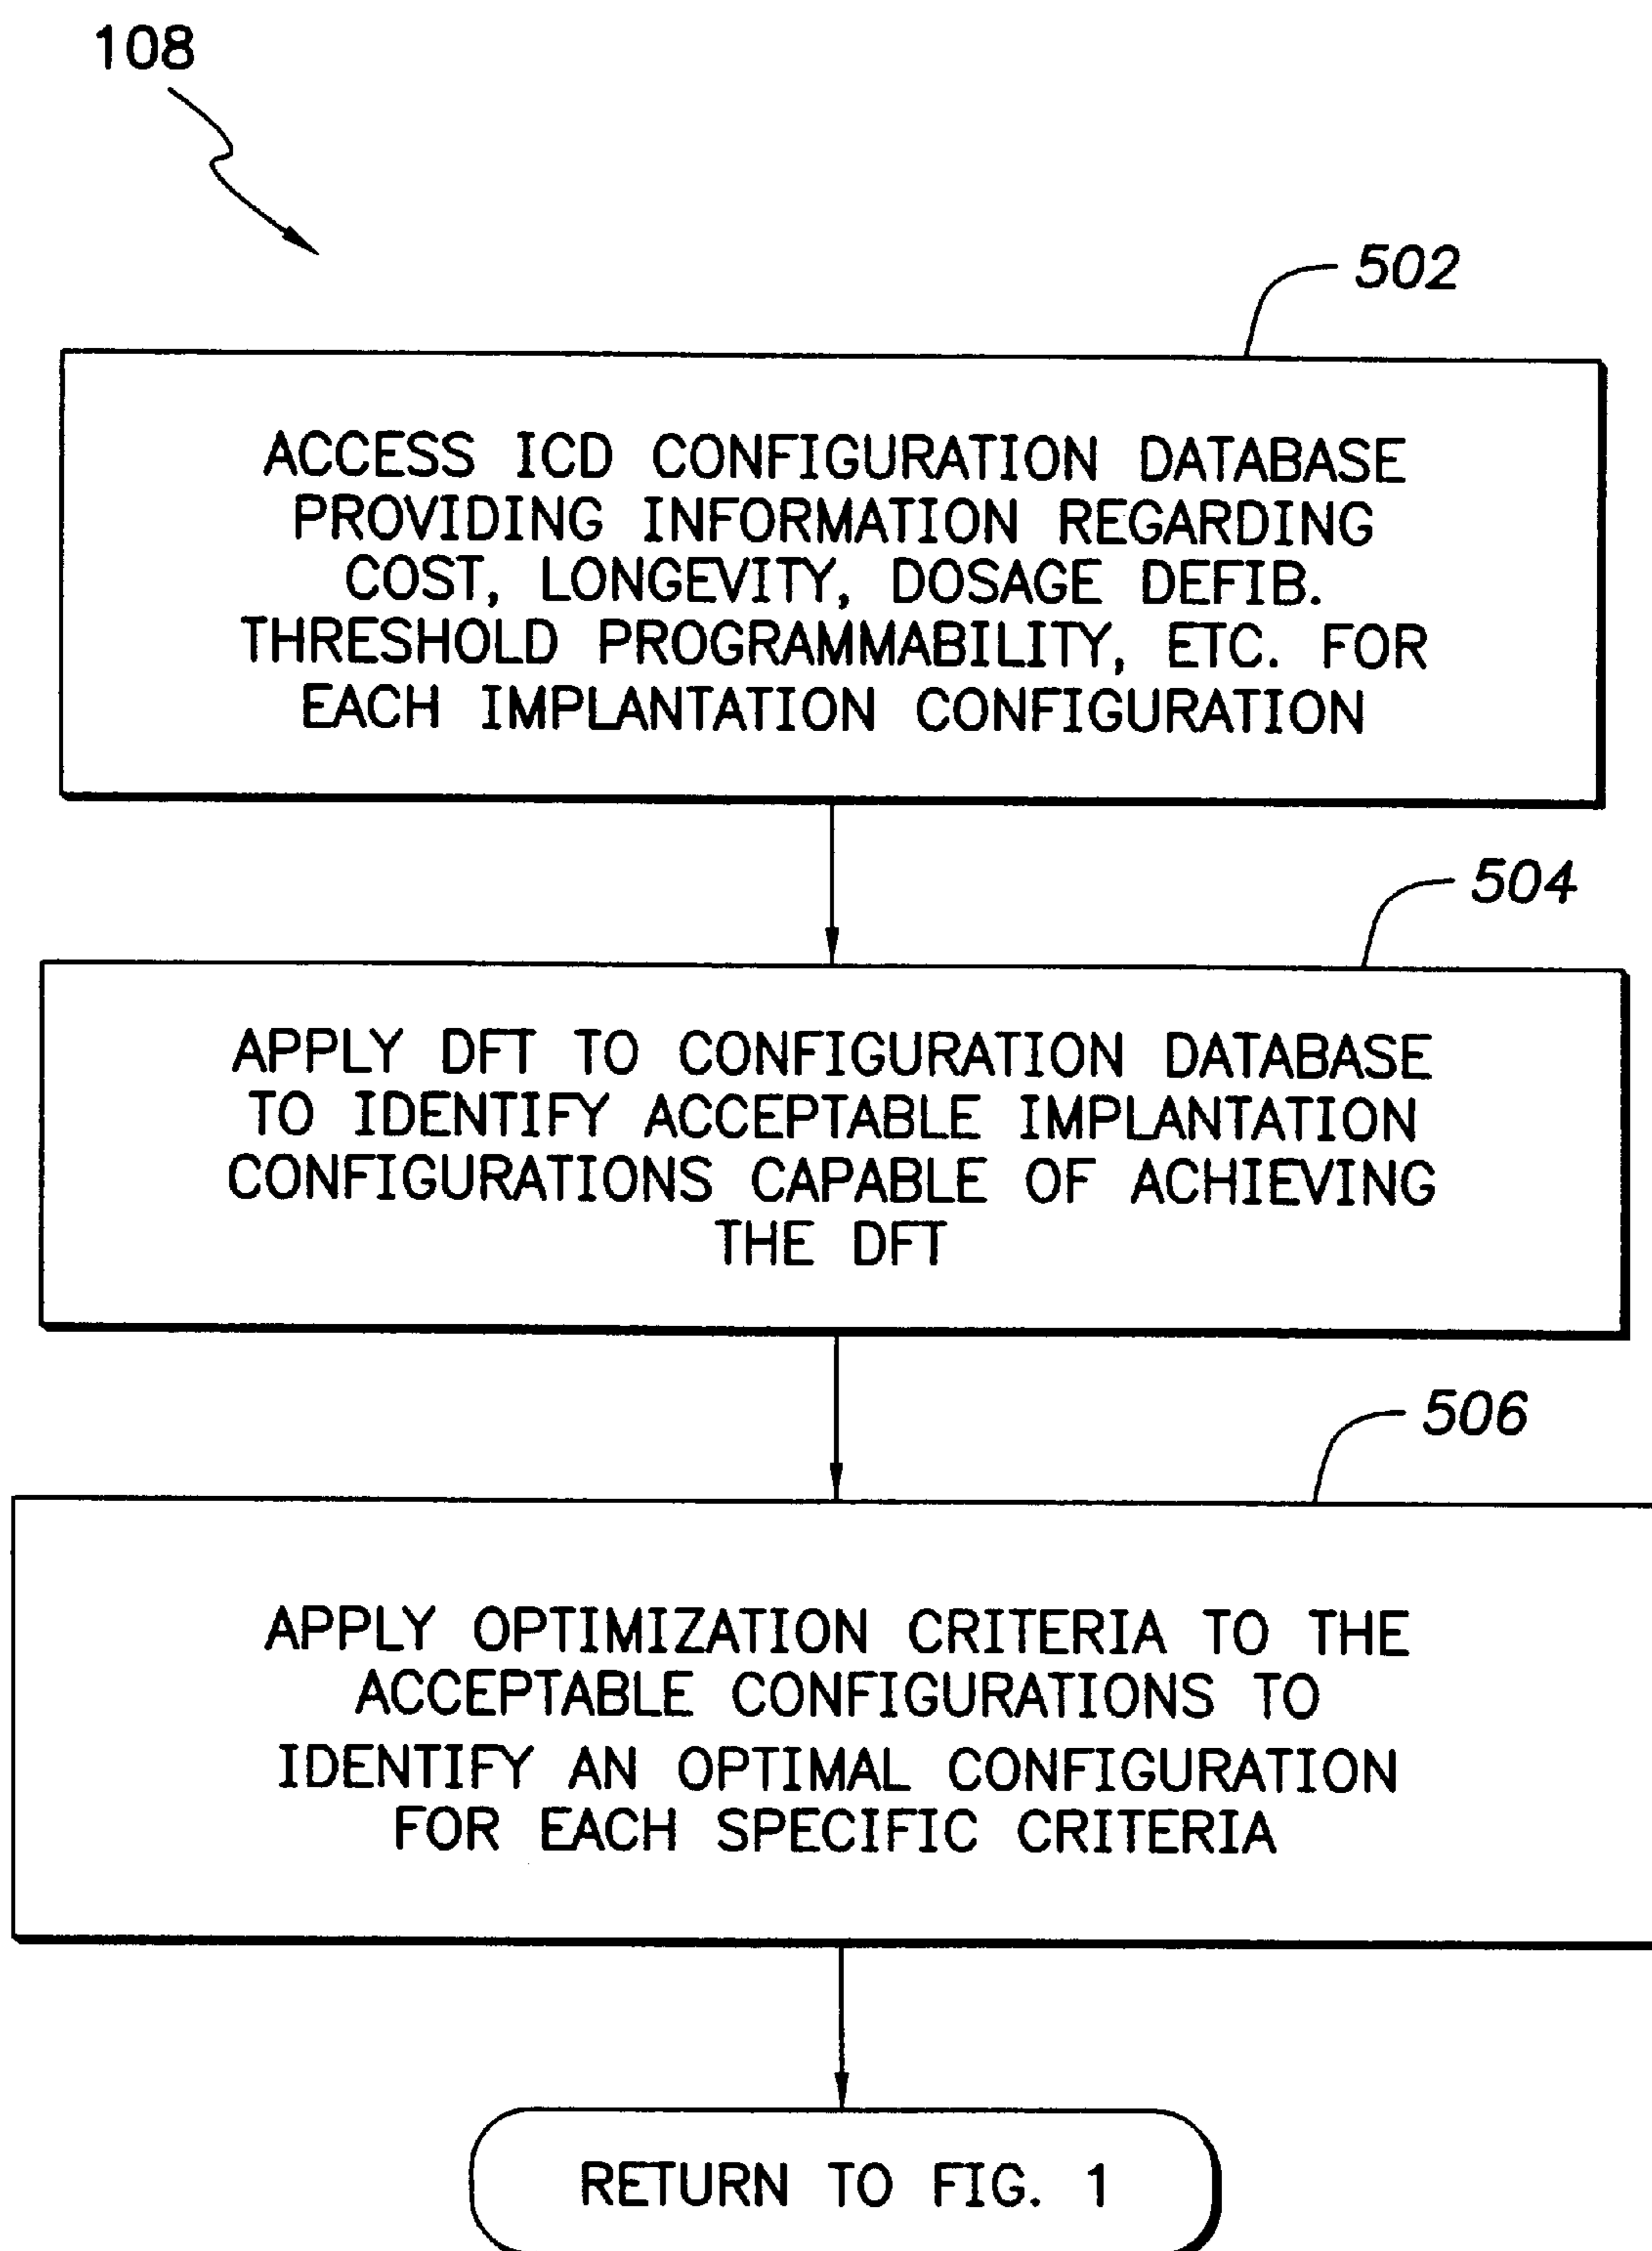 108
502
ACCESS ICD CONFIGURATION DATABASE
PROVIDING INFORMATION REGARDING
COST, LONGEVITY, DOSAGE DEFIB.
THRESHOLD PROGRAMMABILITY, ETC. FOR
EACH IMPLANTATION CONFIGURATION
504
APPLY DFT TO CONFIGURATION DATABASE
TO IDENTIFY ACCEPTABLE IMPLANTATION
CONFIGURATIONS CAPABLE OF ACHIEVING
THE DFT
506
APPLY OPTIMIZATION CRITERIA TO THE
ACCEPTABLE CONFIGURATIONS TO
IDENTIFY AN OPTIMAL CONFIGURATION
FOR EACH SPECIFIC CRITERIA
RETURN TO FIG. 1